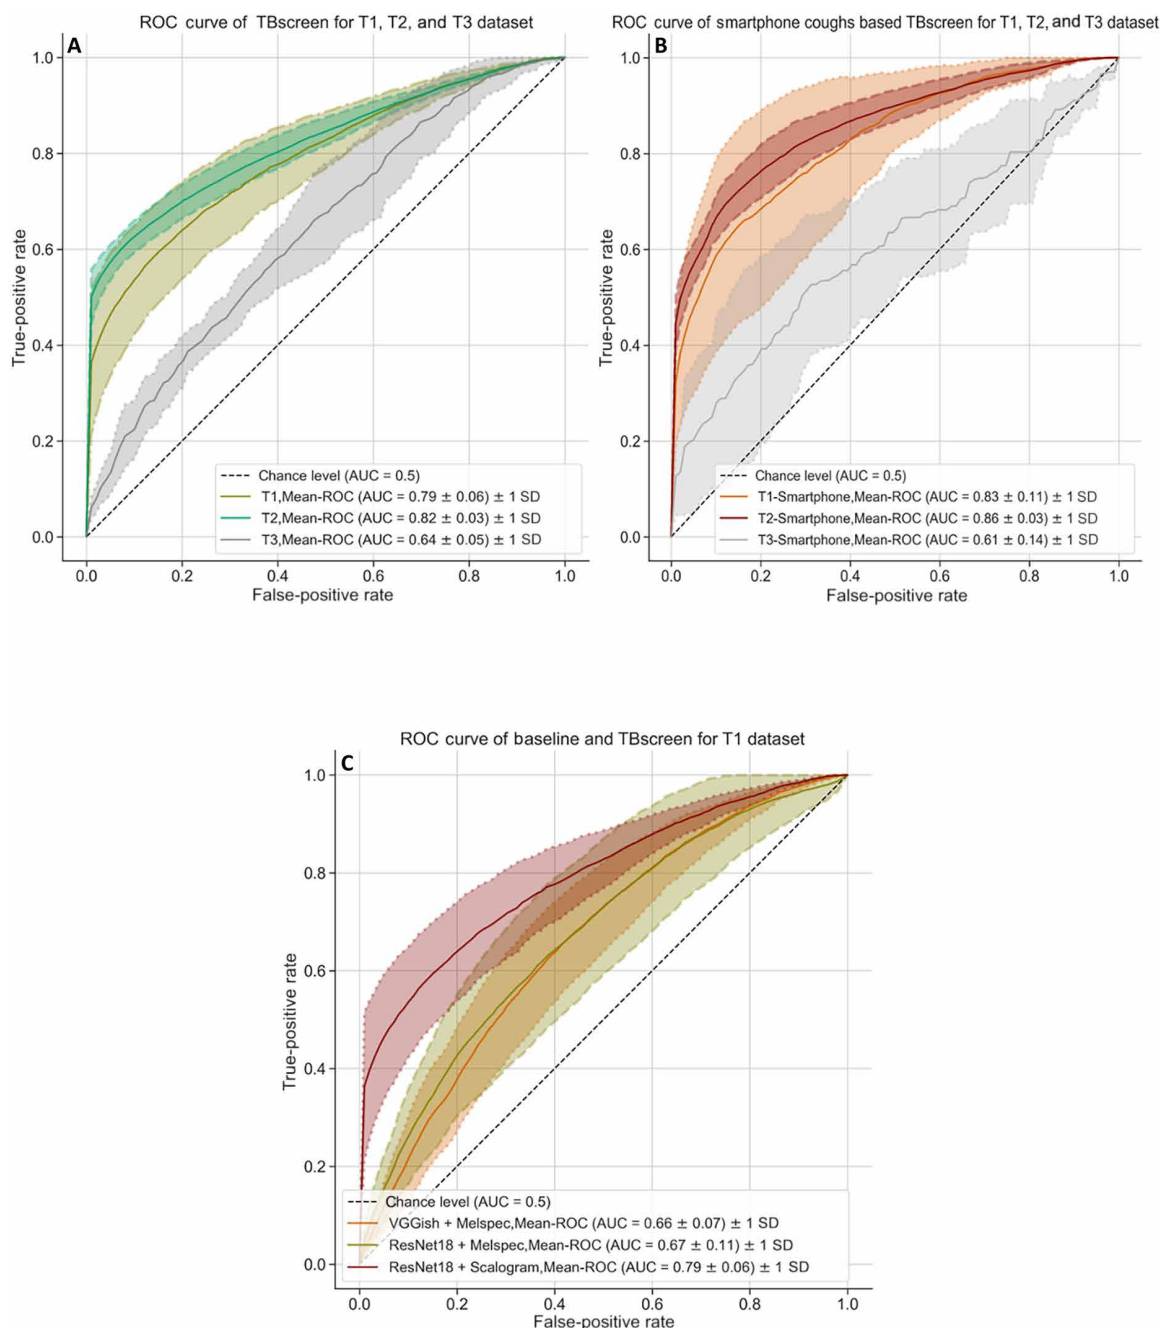 ROC curve of TBscreen for T1, T2, and T3 dataset
A
1.0
0.8
0.6
0.4
0.2
0.0
True-positive rate
Chance level (AUC = 0.5)
T1,Mean-ROC (AUC = 0.79 ± 0.06) ± 1 SD
T2,Mean-ROC (AUC = 0.82 ± 0.03) ± 1 SD
T3,Mean-ROC (AUC = 0.64 ± 0.05) ± 1 SD
0.0 0.2 0.4 0.6 0.8 1.0
False-positive rate
ROC curve of smartphone coughs based TBscreen for T1, T2, and T3 dataset
B
1.0
0.8
0.6
0.4
0.2
0.0
True-positive rate
Chance level (AUC = 0.5)
T1-Smartphone,Mean-ROC (AUC = 0.83 ± 0.11) ± 1 SD
T2-Smartphone,Mean-ROC (AUC = 0.86 ± 0.03) ± 1 SD
T3-Smartphone,Mean-ROC (AUC = 0.61 ± 0.14) ± 1 SD
0.0 0.2 0.4 0.6 0.8 1.0
False-positive rate
ROC curve of baseline and TBscreen for T1 dataset
C
1.0
0.8
0.6
0.4
0.2
0.0
True-positive rate
Chance level (AUC = 0.5)
VGGish + Melspec,Mean-ROC (AUC = 0.66 ± 0.07) ± 1 SD
ResNet18 + Melspec,Mean-ROC (AUC = 0.67 ± 0.11) ± 1 SD
ResNet18 + Scalogram,Mean-ROC (AUC = 0.79 ± 0.06) ± 1 SD
0.0 0.2 0.4 0.6 0.8 1.0
False-positive rate